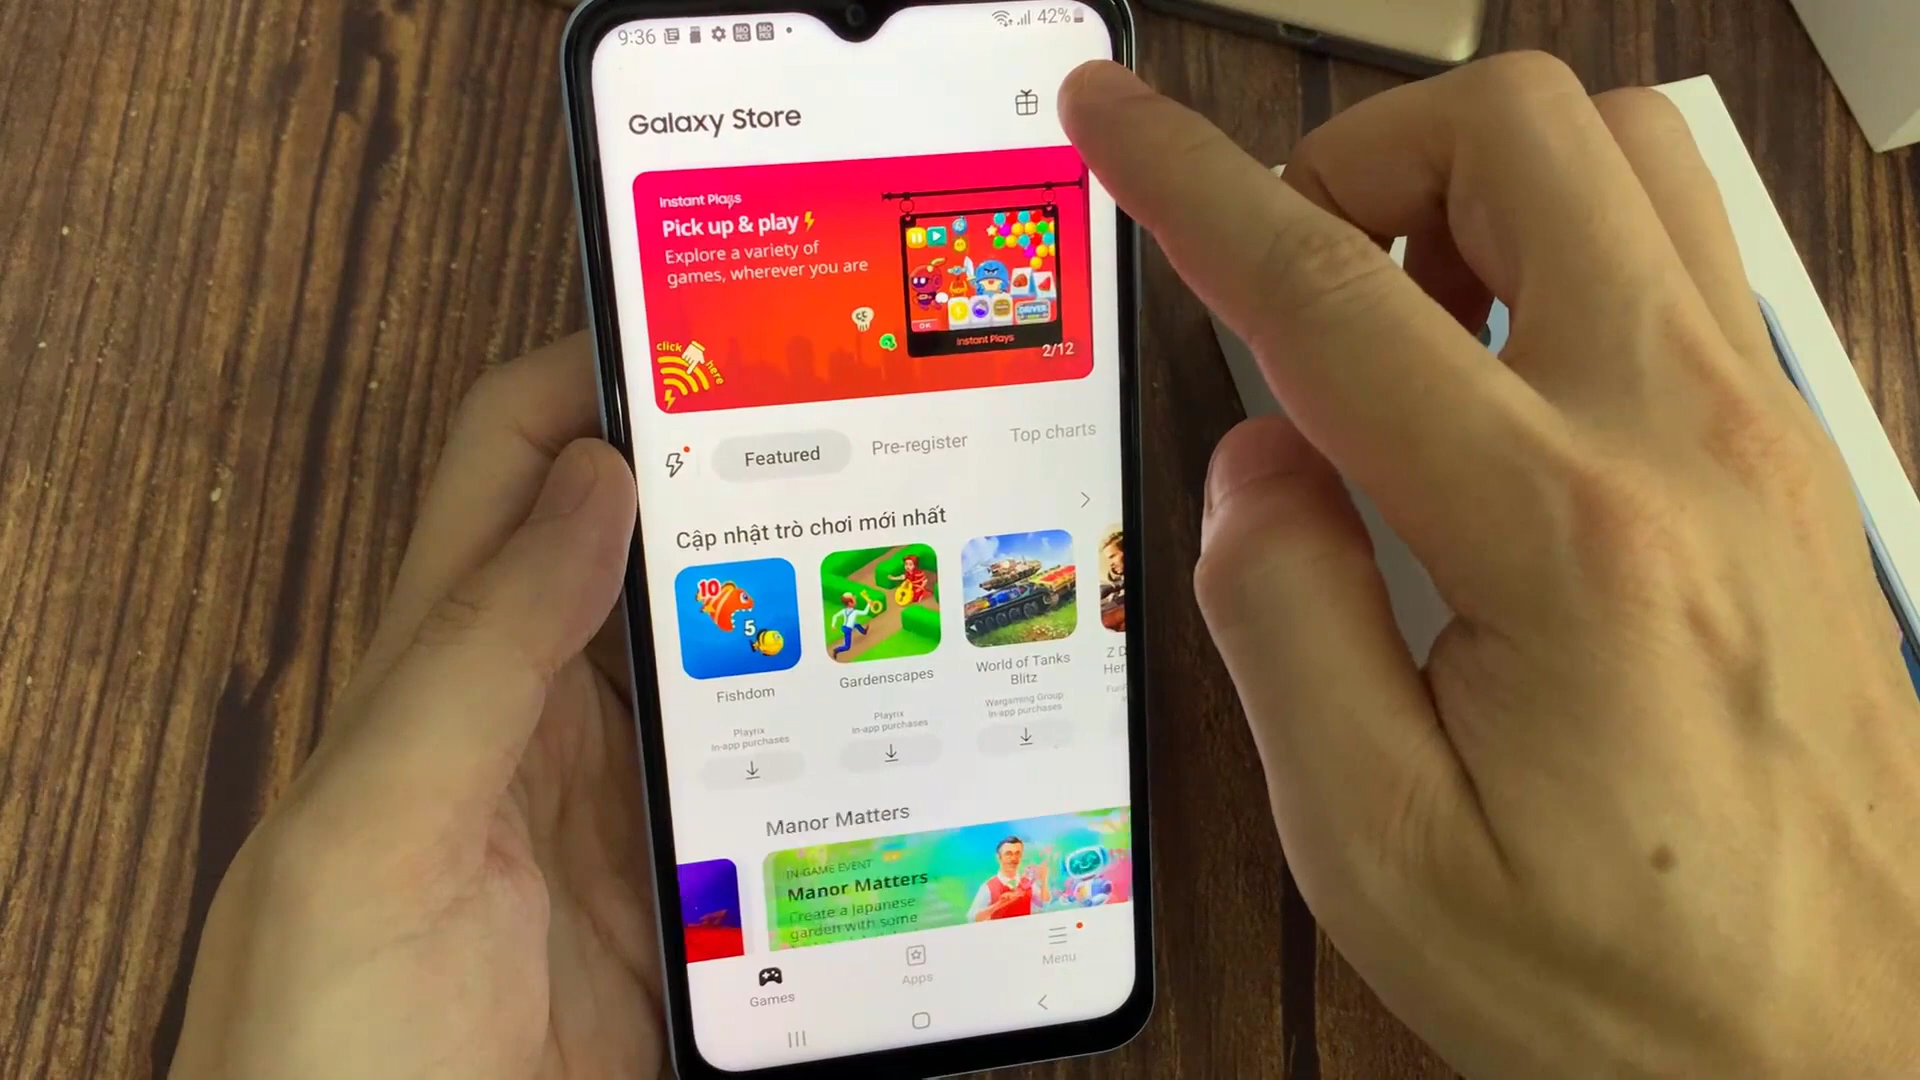 9:36
42%
Galaxy Store
Instant Plays
Pick up & play
Explore a variety of
games, wherever you are
click
here
OK
DRIVER
Instant Plays
2/12
Featured
Pre-register
Top charts
Cập nhật trò chơi mới nhất
10
5
Fishdom
Playrix
In-app purchases
Gardenscapes
Playrix
In-app purchases
World of Tanks
Blitz
Wargaming Group
In-app purchases
Z D
Her
Manor Matters
IN-GAME EVENT
Manor Matters
Create a Japanese
garden with some
Games
Apps
Menu